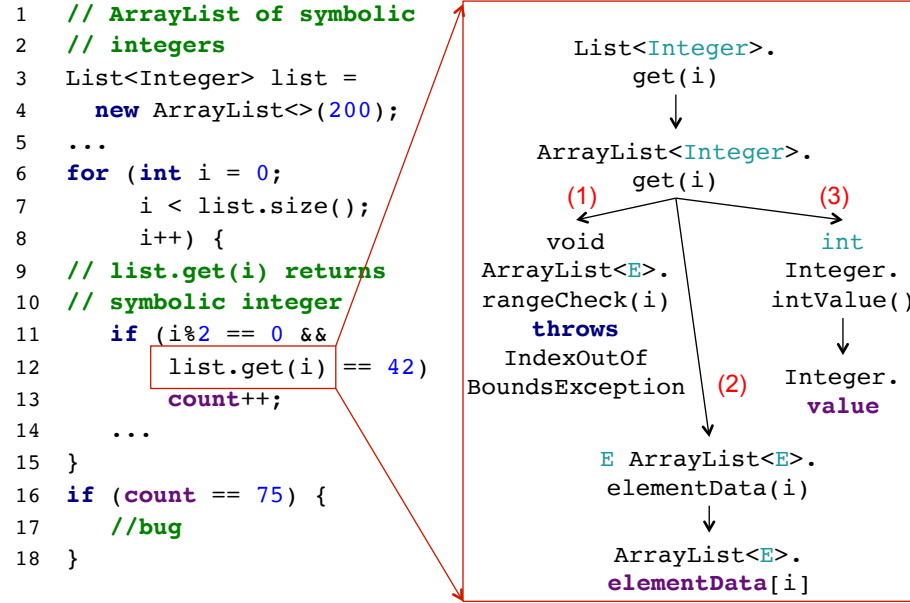 1 // ArrayList of symbolic
2 // integers
3 List<Integer> list =
4 new ArrayList<>(200);
5 ...
6 for (int i = 0;
7 i < list.size();
8 i++) {
9 // list.get(i) returns
10 // symbolic integer
11 if (i%2 == 0 &&
12 list.get(i) == 42)
13 count++;
14 ...
15 }
16 if (count == 75) {
17 //bug
18 }
List<Integer>.
get(i)
ArrayList<Integer>.
get(i)
(1)
void
ArrayList<E>.
rangeCheck(i)
throws
IndexOutOf
BoundsException
(2)
E ArrayList<E>.
elementData(i)
ArrayList<E>.
elementData[i]
(3)
int
Integer.
intValue()
Integer.
value